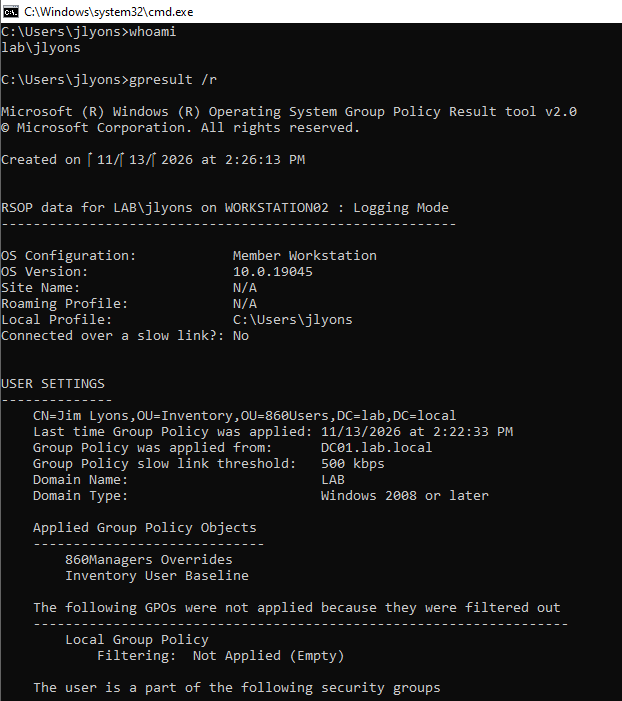 C:\Windows\system32\cmd.exe
C:\Users\jlyons>whoami
lab\jlyons
C:\Users\jlyons>gpresult /r
Microsoft (R) Windows (R) Operating System Group Policy Result tool v2.0
© Microsoft Corporation. All rights reserved.
Created on 11/ 13/ 2026 at 2:26:13 PM
RSOP data for LAB\jlyons on WORKSTATION02 : Logging Mode
---------------------------------------------------------
OS Configuration: Member Workstation
OS Version: 10.0.19045
Site Name: N/A
Roaming Profile: N/A
Local Profile: C:\Users\jlyons
Connected over a slow link?: No
USER SETTINGS
--------------
CN=Jim Lyons,OU=Inventory,OU=860Users,DC=lab,DC=local
Last time Group Policy was applied: 11/13/2026 at 2:22:33 PM
Group Policy was applied from: DC01.lab.local
Group Policy slow link threshold: 500 kbps
Domain Name: LAB
Domain Type: Windows 2008 or later
Applied Group Policy Objects
-----------------------------
860Managers Overrides
Inventory User Baseline
The following GPOs were not applied because they were filtered out
-------------------------------------------------------------------
Local Group Policy
Filtering: Not Applied (Empty)
The user is a part of the following security groups